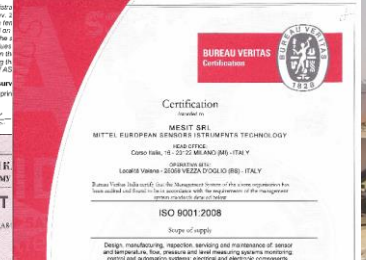 BUREAU VERITAS
Certification
BUREAU VERITAS
1828
Certification
Awarded to
MESIT SRL
MITTEL EUROPEAN SENSORS ISTRUMENTS TECHNOLOGY
HEAD OFFICE:
Corso Italia, 16 - 20122 MILANO (MI) - ITALY
OPERATIVE SITE:
Località Valene - 25059 VEZZA D'OGLIO (BS) - ITALY
Bureau Veritas Italia certify that the Management System of the above organisation has
been audited and found to be in accordance with the requirements of the management
system standards detailed below
ISO 9001:2008
Scope of supply
Design, manufacturing, inspection, servicing and maintenance of: sensor
and temperature, flow, pressure and level measuring systems monitoring,
control and automation systems; electrical and electronic components